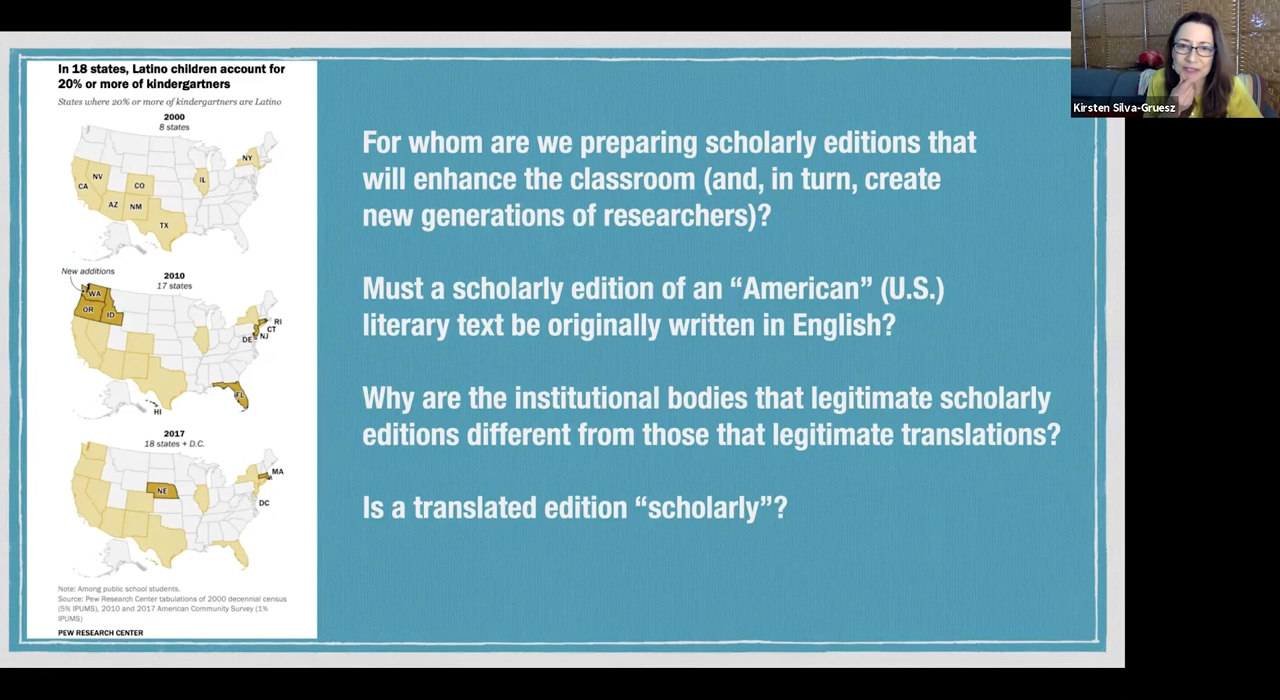 In 18 states, Latino children account for
20% or more of kindergartners
States where 20% or more of kindergartners are Latino
2000
8 states
NY
NV
IL
CA
CO
AZ
NM
TX
New additions
2010
17 states
WA
OR
ID
RI
CT
NJ
DE
FL
HI
2017
18 states + D.C.
MA
NE
DC
Note: Among public school students.
Source: Pew Research Center tabulations of 2000 decennial census
(5% IPUMS), 2010 and 2017 American Community Survey (1%
IPUMS)
PEW RESEARCH CENTER
For whom are we preparing scholarly editions that
will enhance the classroom (and, in turn, create
new generations of researchers)?
Must a scholarly edition of an “American” (U.S.)
literary text be originally written in English?
Why are the institutional bodies that legitimate scholarly
editions different from those that legitimate translations?
Is a translated edition “scholarly”?
Kirsten Silva-Gruesz